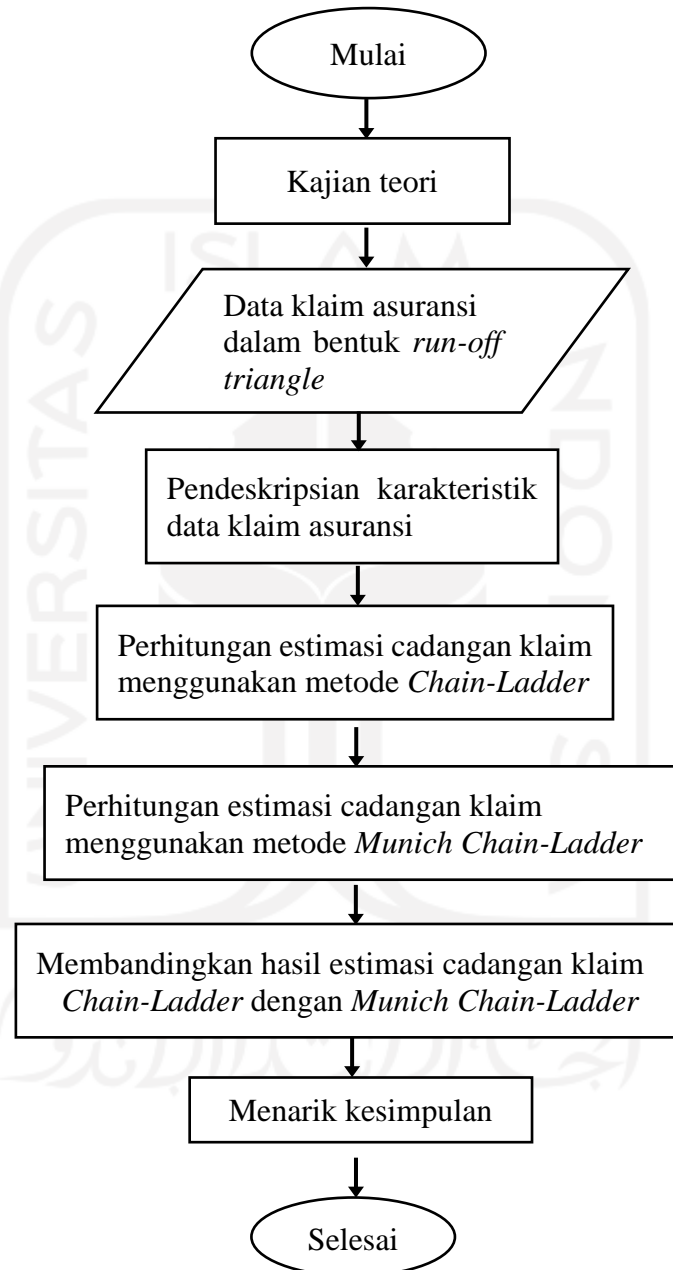 Mulai
Kajian teori
Data klaim asuransi
dalam bentuk run-off
triangle
Pendeskripsian karakteristik
data klaim asuransi
Perhitungan estimasi cadangan klaim
menggunakan metode Chain-Ladder
Perhitungan estimasi cadangan klaim
menggunakan metode Munich Chain-Ladder
Membandingkan hasil estimasi cadangan klaim
Chain-Ladder dengan Munich Chain-Ladder
Menarik kesimpulan
Selesai
UNIVERSITAS
ISLAM